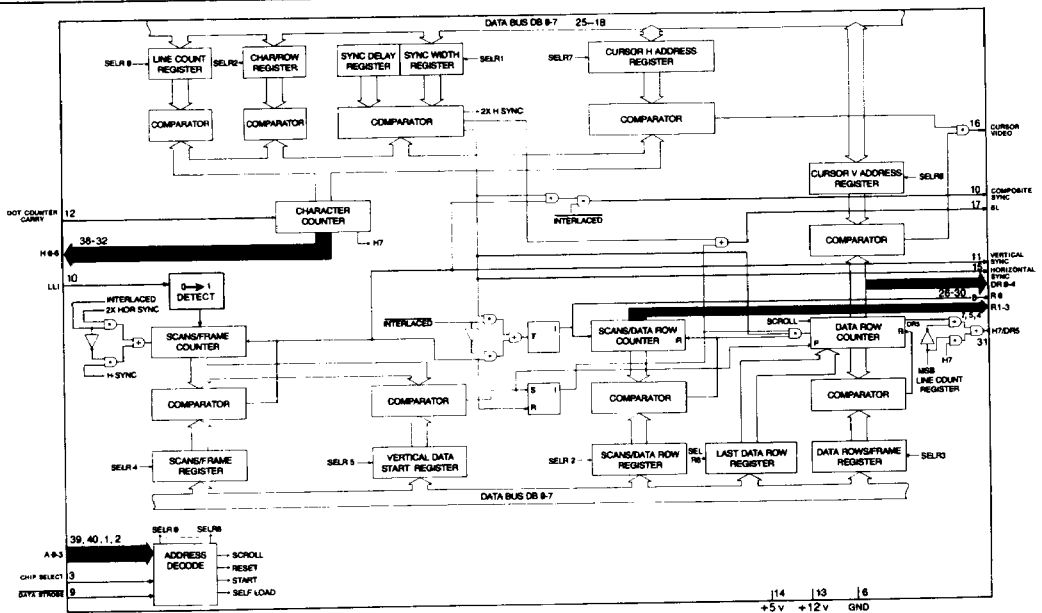 DATA BUS DB 0-7 25-18
SELR 0
LINE COUNT REGISTER
SELR2
CHAR/ROW REGISTER
SYNC DELAY REGISTER
SYNC WIDTH REGISTER
SELR1
SELR7
CURSOR H ADDRESS REGISTER
COMPARATOR
COMPARATOR
COMPARATOR
2X H SYNC
COMPARATOR
16
CURSOR VIDEO
CURSOR V ADDRESS REGISTER
10
COMPOSITE SYNC
17
BL
DOT COUNTER CARRY
12
CHARACTER COUNTER
INTERLACED
COMPARATOR
H7
38-32
H 0-6
11
VERTICAL SYNC
15
HORIZONTAL SYNC
DR 0-4
LLI
10
0 → 1
DETECT
26-30
8
R 0
R1-3
INTERLACED
2X HOR SYNC
INTERLACED
SCROLL
7, 5, 4
SCANS/FRAME COUNTER
T
SCANS/DATA ROW COUNTER
R
P
DATA ROW COUNTER
DR5
R
H7/DR5
31
H7
H-SYNC
MSB LINE COUNT REGISTER
COMPARATOR
COMPARATOR
S
R
COMPARATOR
COMPARATOR
SELR 4
SCANS/FRAME REGISTER
SELR 5
VERTICAL DATA START REGISTER
SELR 2
SCANS/DATA ROW REGISTER
SEL R6
LAST DATA ROW REGISTER
DATA ROWS/FRAME REGISTER
SELR3
DATA BUS DB 0-7
39, 40, 1, 2
A 0-3
SELR 0
ADDRESS DECODE
SCROLL
RESET
START
SELF LOAD
CHIP SELECT
3
DATA STROBE
9
14
+5 V
13
+12 V
6
GND